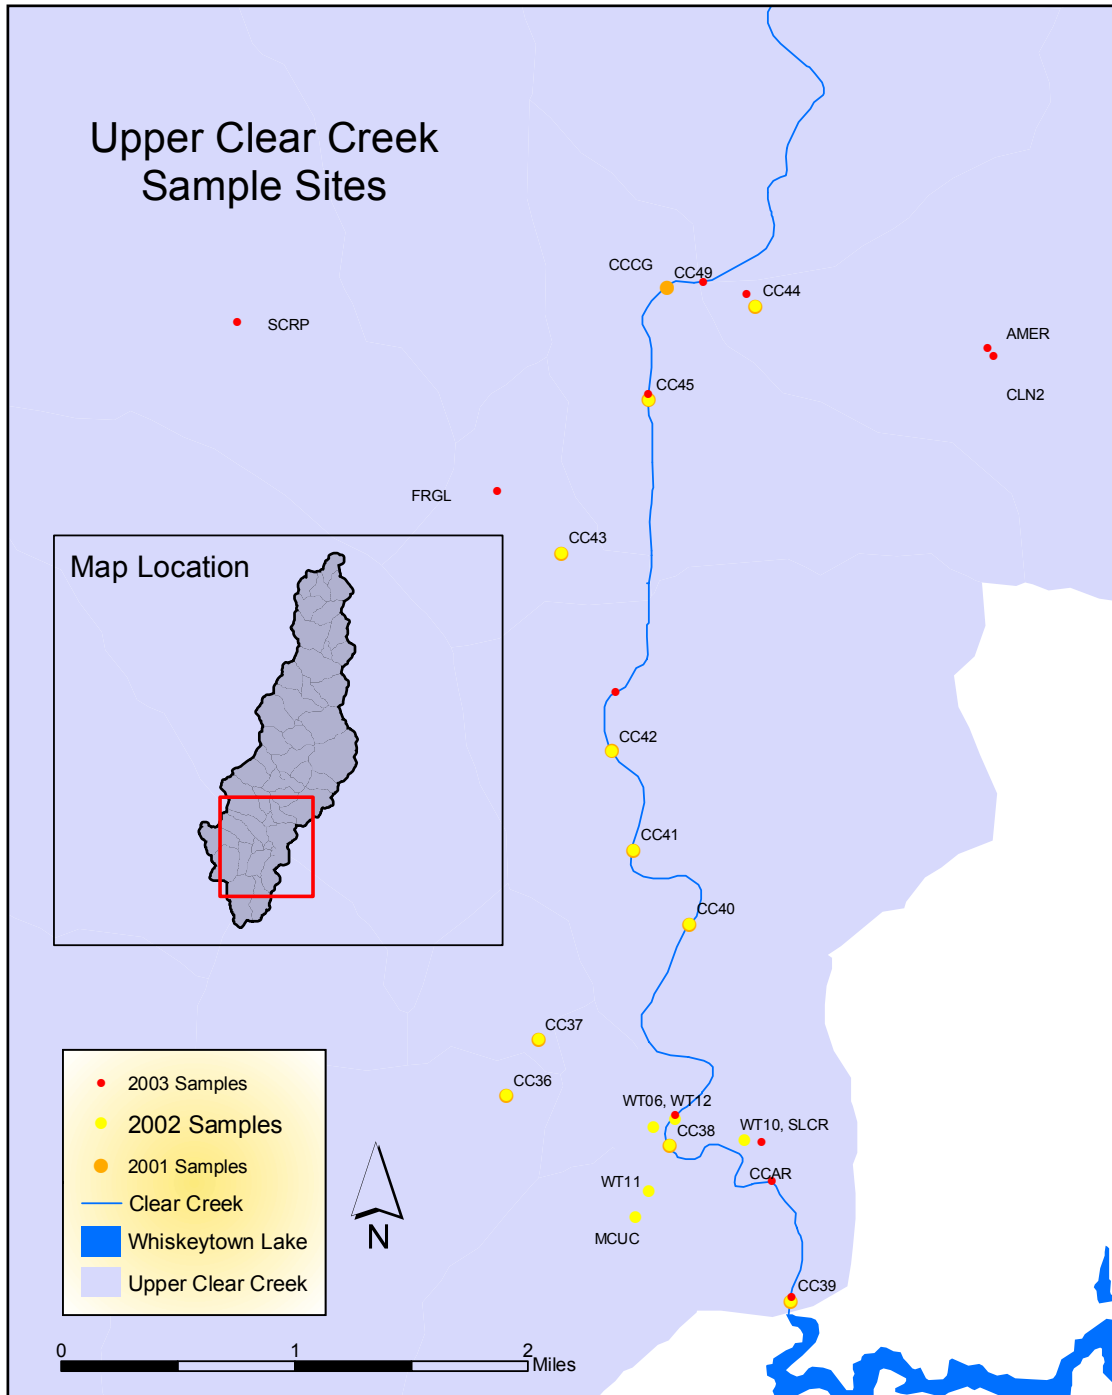 Upper Clear Creek
Sample Sites
CCCG
CC49
CC44
SCRP
AMER
CC45
CLN2
FRGL
CC43
Map Location
CC42
CC41
CC40
CC37
CC36
WT06, WT12
CC38
WT10, SLCR
CCAR
WT11
MCUC
CC39
2003 Samples
2002 Samples
2001 Samples
Clear Creek
Whiskeytown Lake
Upper Clear Creek
N
0 1 2
Miles